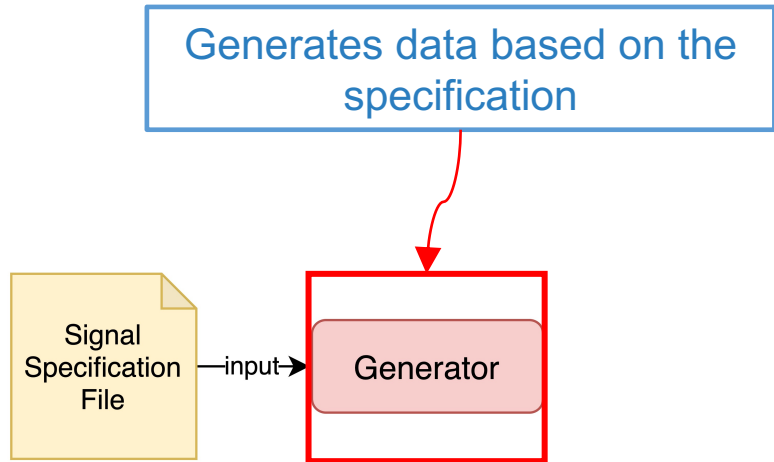 Generates data based on the
specification
Signal
Specification
File
input
Generator